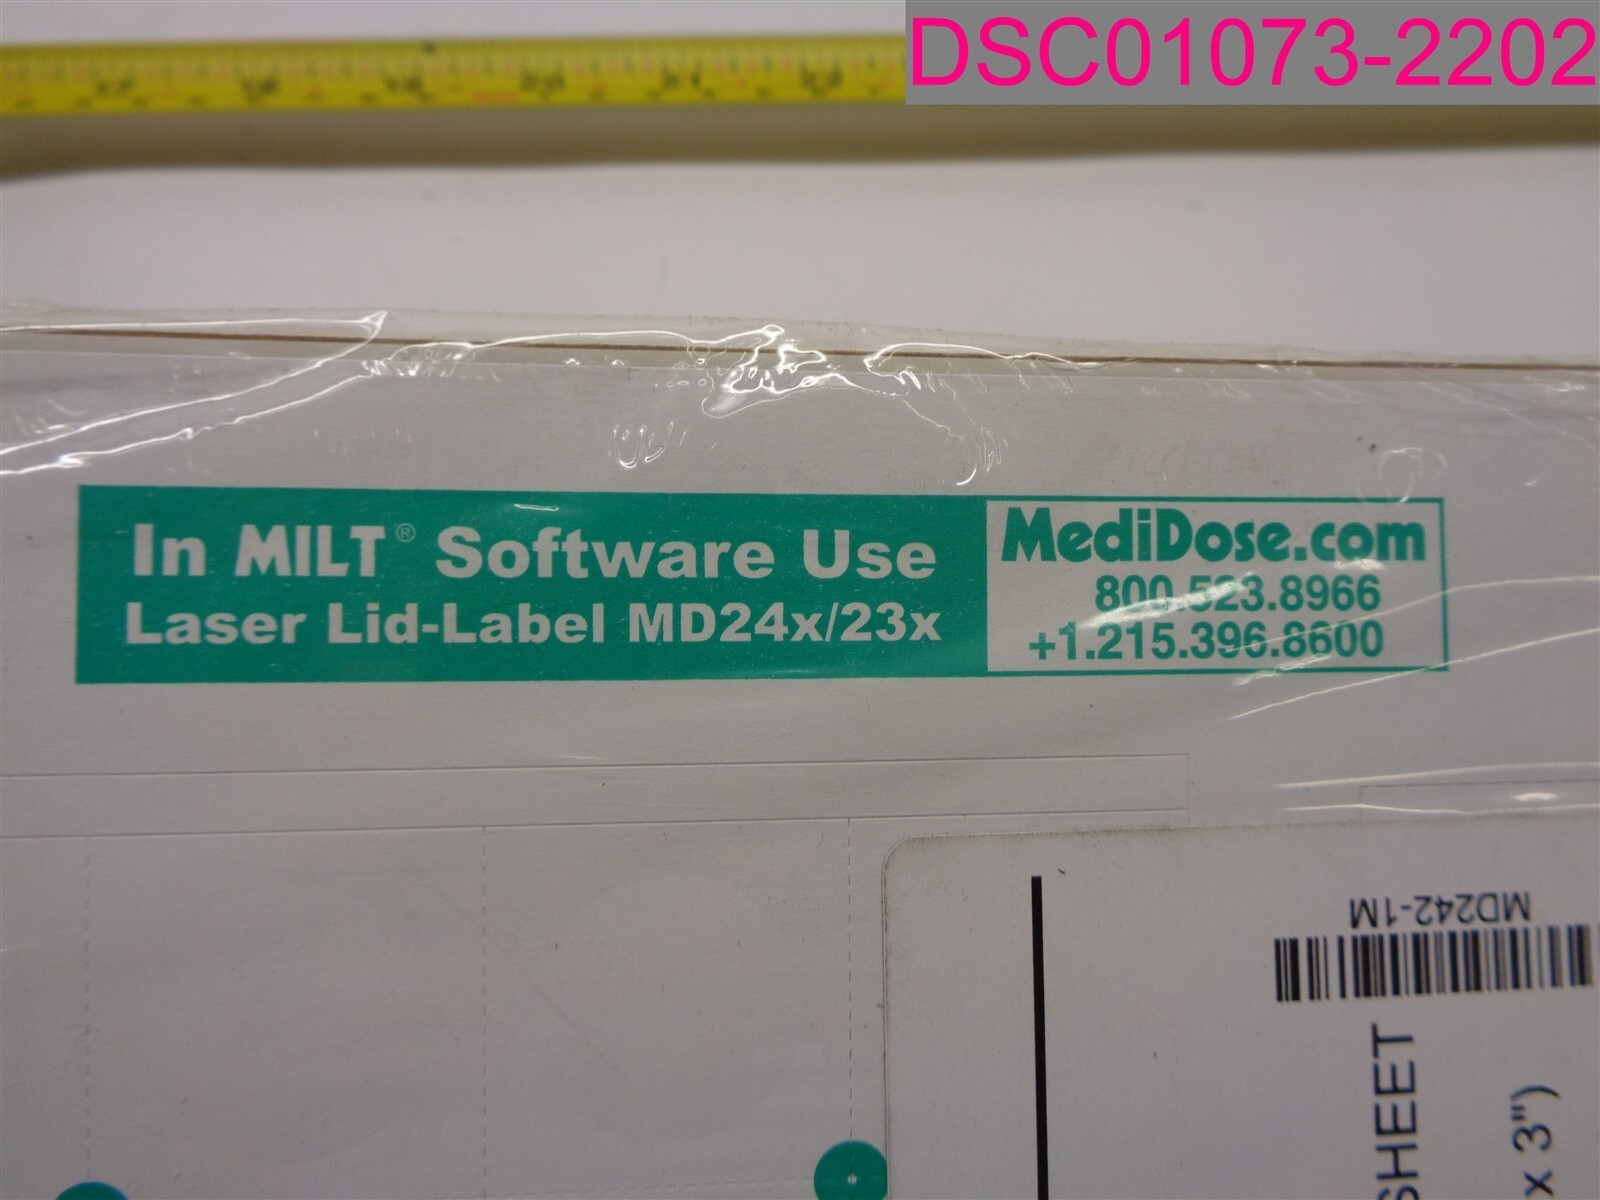 DSC01073-2202
In MILT® Software Use
Laser Lid-Label MD24x/23x
MediDose.com
800.523.8966
+1.215.396.8600
MD242-1M
SHEET
x 3")